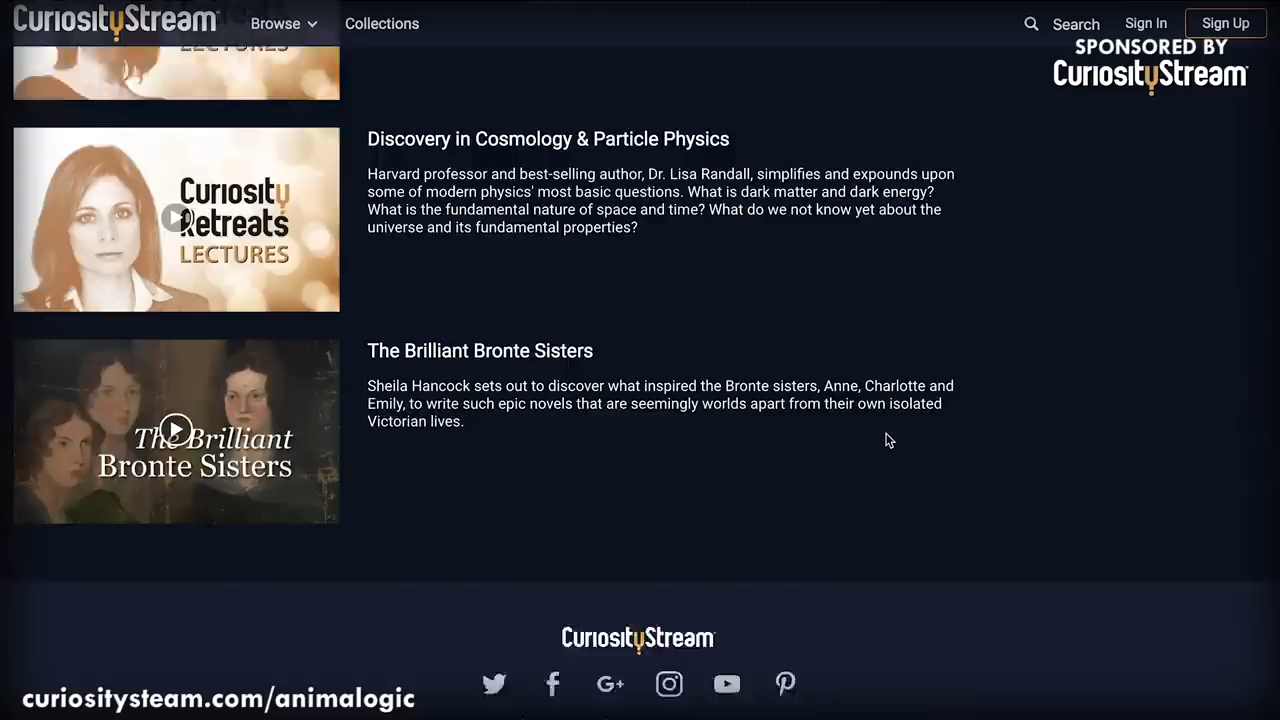 CuriosityStream
Browse
Collections
Search
Sign In
Sign Up
LECTURES
SPONSORED BY
CuriosityStream
Discovery in Cosmology & Particle Physics
Harvard professor and best-selling author, Dr. Lisa Randall, simplifies and expounds upon
some of modern physics' most basic questions. What is dark matter and dark energy?
What is the fundamental nature of space and time? What do we not know yet about the
universe and its fundamental properties?
Curiosity
Retreats
LECTURES
The Brilliant Bronte Sisters
Sheila Hancock sets out to discover what inspired the Bronte sisters, Anne, Charlotte and
Emily, to write such epic novels that are seemingly worlds apart from their own isolated
Victorian lives.
The Brilliant
Bronte Sisters
CuriosityStream
G+
curiositysteam.com/animalogic